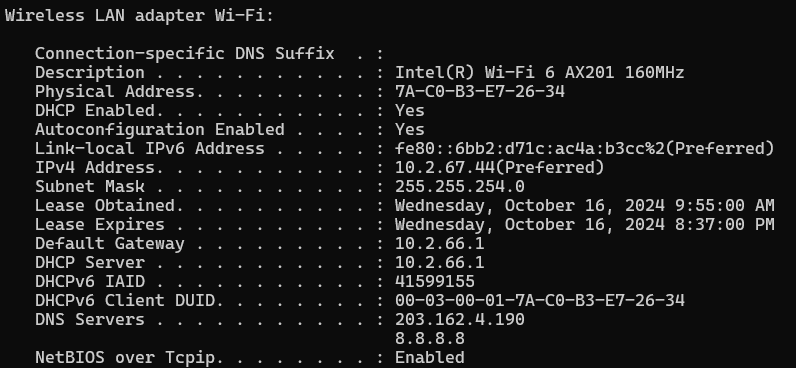 Wireless LAN adapter Wi-Fi:
Connection-specific DNS Suffix  . :
Description . . . . . . . . . . . : Intel(R) Wi-Fi 6 AX201 160MHz
Physical Address. . . . . . . . . : 7A-C0-B3-E7-26-34
DHCP Enabled. . . . . . . . . . . : Yes
Autoconfiguration Enabled . . . . : Yes
Link-local IPv6 Address . . . . . : fe80::6bb2:d71c:ac4a:b3cc%2(Preferred)
IPv4 Address. . . . . . . . . . . : 10.2.67.44(Preferred)
Subnet Mask . . . . . . . . . . . : 255.255.254.0
Lease Obtained. . . . . . . . . . : Wednesday, October 16, 2024 9:55:00 AM
Lease Expires . . . . . . . . . . : Wednesday, October 16, 2024 8:37:00 PM
Default Gateway . . . . . . . . . : 10.2.66.1
DHCP Server . . . . . . . . . . . : 10.2.66.1
DHCPv6 IAID . . . . . . . . . . . : 41599155
DHCPv6 Client DUID. . . . . . . . : 00-03-00-01-7A-C0-B3-E7-26-34
DNS Servers . . . . . . . . . . . : 203.162.4.190
8.8.8.8
NetBIOS over Tcpip. . . . . . . . : Enabled